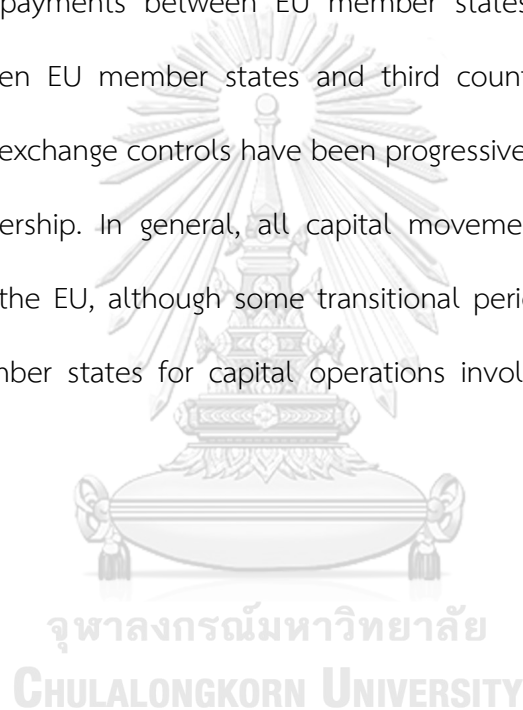 payments between EU member states
en EU member states and third count
exchange controls have been progressive
ership. In general, all capital moveme
the EU, although some transitional peri
mber states for capital operations invol
จุฬาลงกรณ์มหาวิทยาลัย
CHULALONGKORN UNIVERSITY